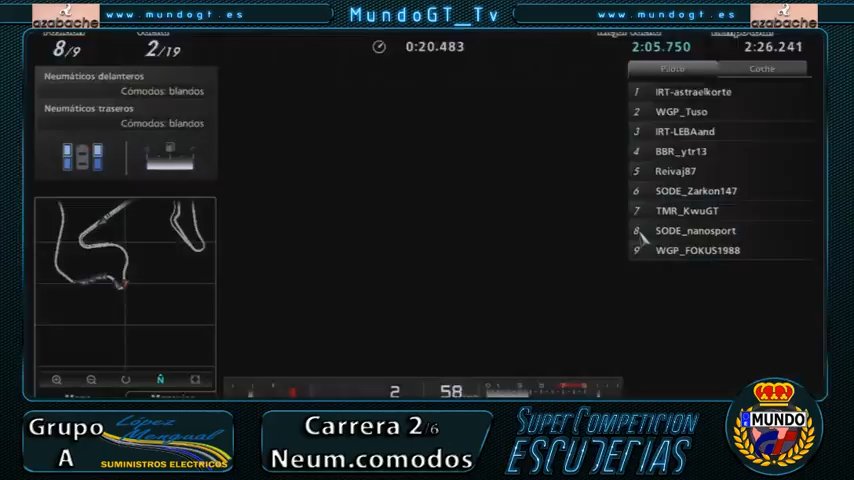 azabache
www.mundogt.es
MundoGT_Tv
www.mundogt.es
azabache
8/9
2/19
0:20.483
2:05.750
2:26.241
Neumáticos delanteros
Cómodos: blandos
Neumáticos traseros
Cómodos: blandos
Piloto
Coche
1 IRT-astraelkorte
2 WGP_Tuso
3 IRT-LEBAand
4 BBR_ytr13
5 Reivaj87
6 SODE_Zarkon147
7 TMR_KwuGT
8 SODE_nanosport
9 WGP_FOKUS1988
N
2
58
Grupo
A
López
Mengual
SUMINISTROS ELECTRICOS
Carrera 2/6
Neum.comodos
SUPER COMPETICION
ESCUDERIAS
MUNDO